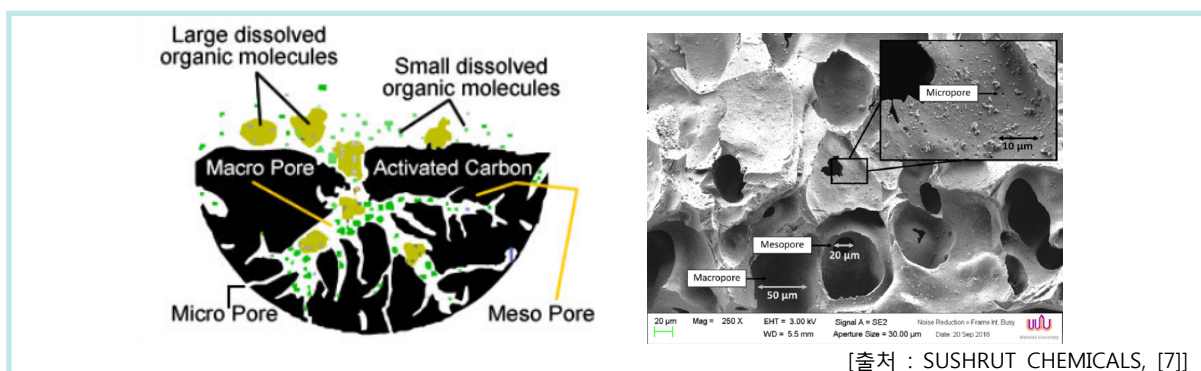 Large dissolved
organic molecules
Small dissolved
organic molecules
Macro Pore
Activated Carbon
Micro Pore
Meso Pore
Micropore
10 µm
Mesopore
20 µm
Macropore
50 µm
20 µm
Mag = 250 X
EHT = 3.00 kV
WD = 5.5 mm
Signal A = SE2
Aperture Size = 30.00 µm
Noise Reduction = Frame Int. Busy
Date :20 Sep 2016
[출처 : SUSHRUT CHEMICALS, [7]]